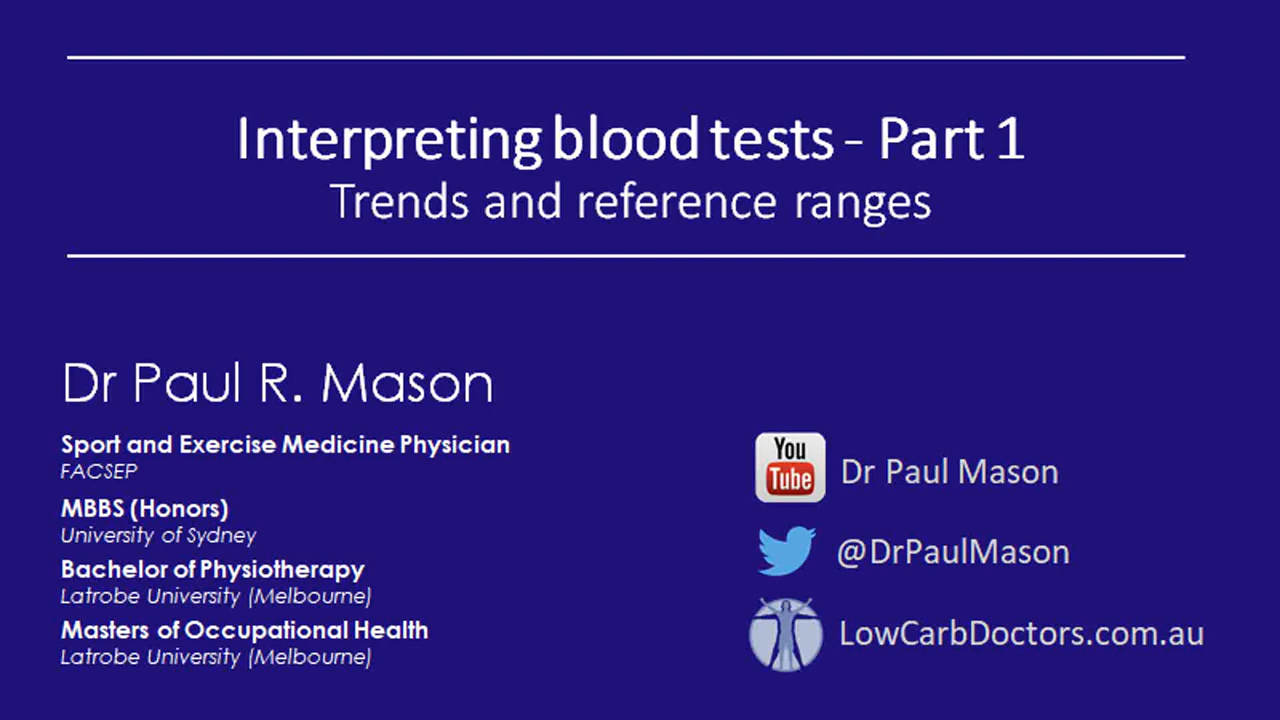 Interpreting blood tests - Part 1
Trends and reference ranges
Dr Paul R. Mason
Sport and Exercise Medicine Physician
FACSEP
MBBS (Honors)
University of Sydney
Bachelor of Physiotherapy
Latrobe University (Melbourne)
Masters of Occupational Health
Latrobe University (Melbourne)
You
Tube
Dr Paul Mason
@DrPaulMason
LowCarbDoctors.com.au